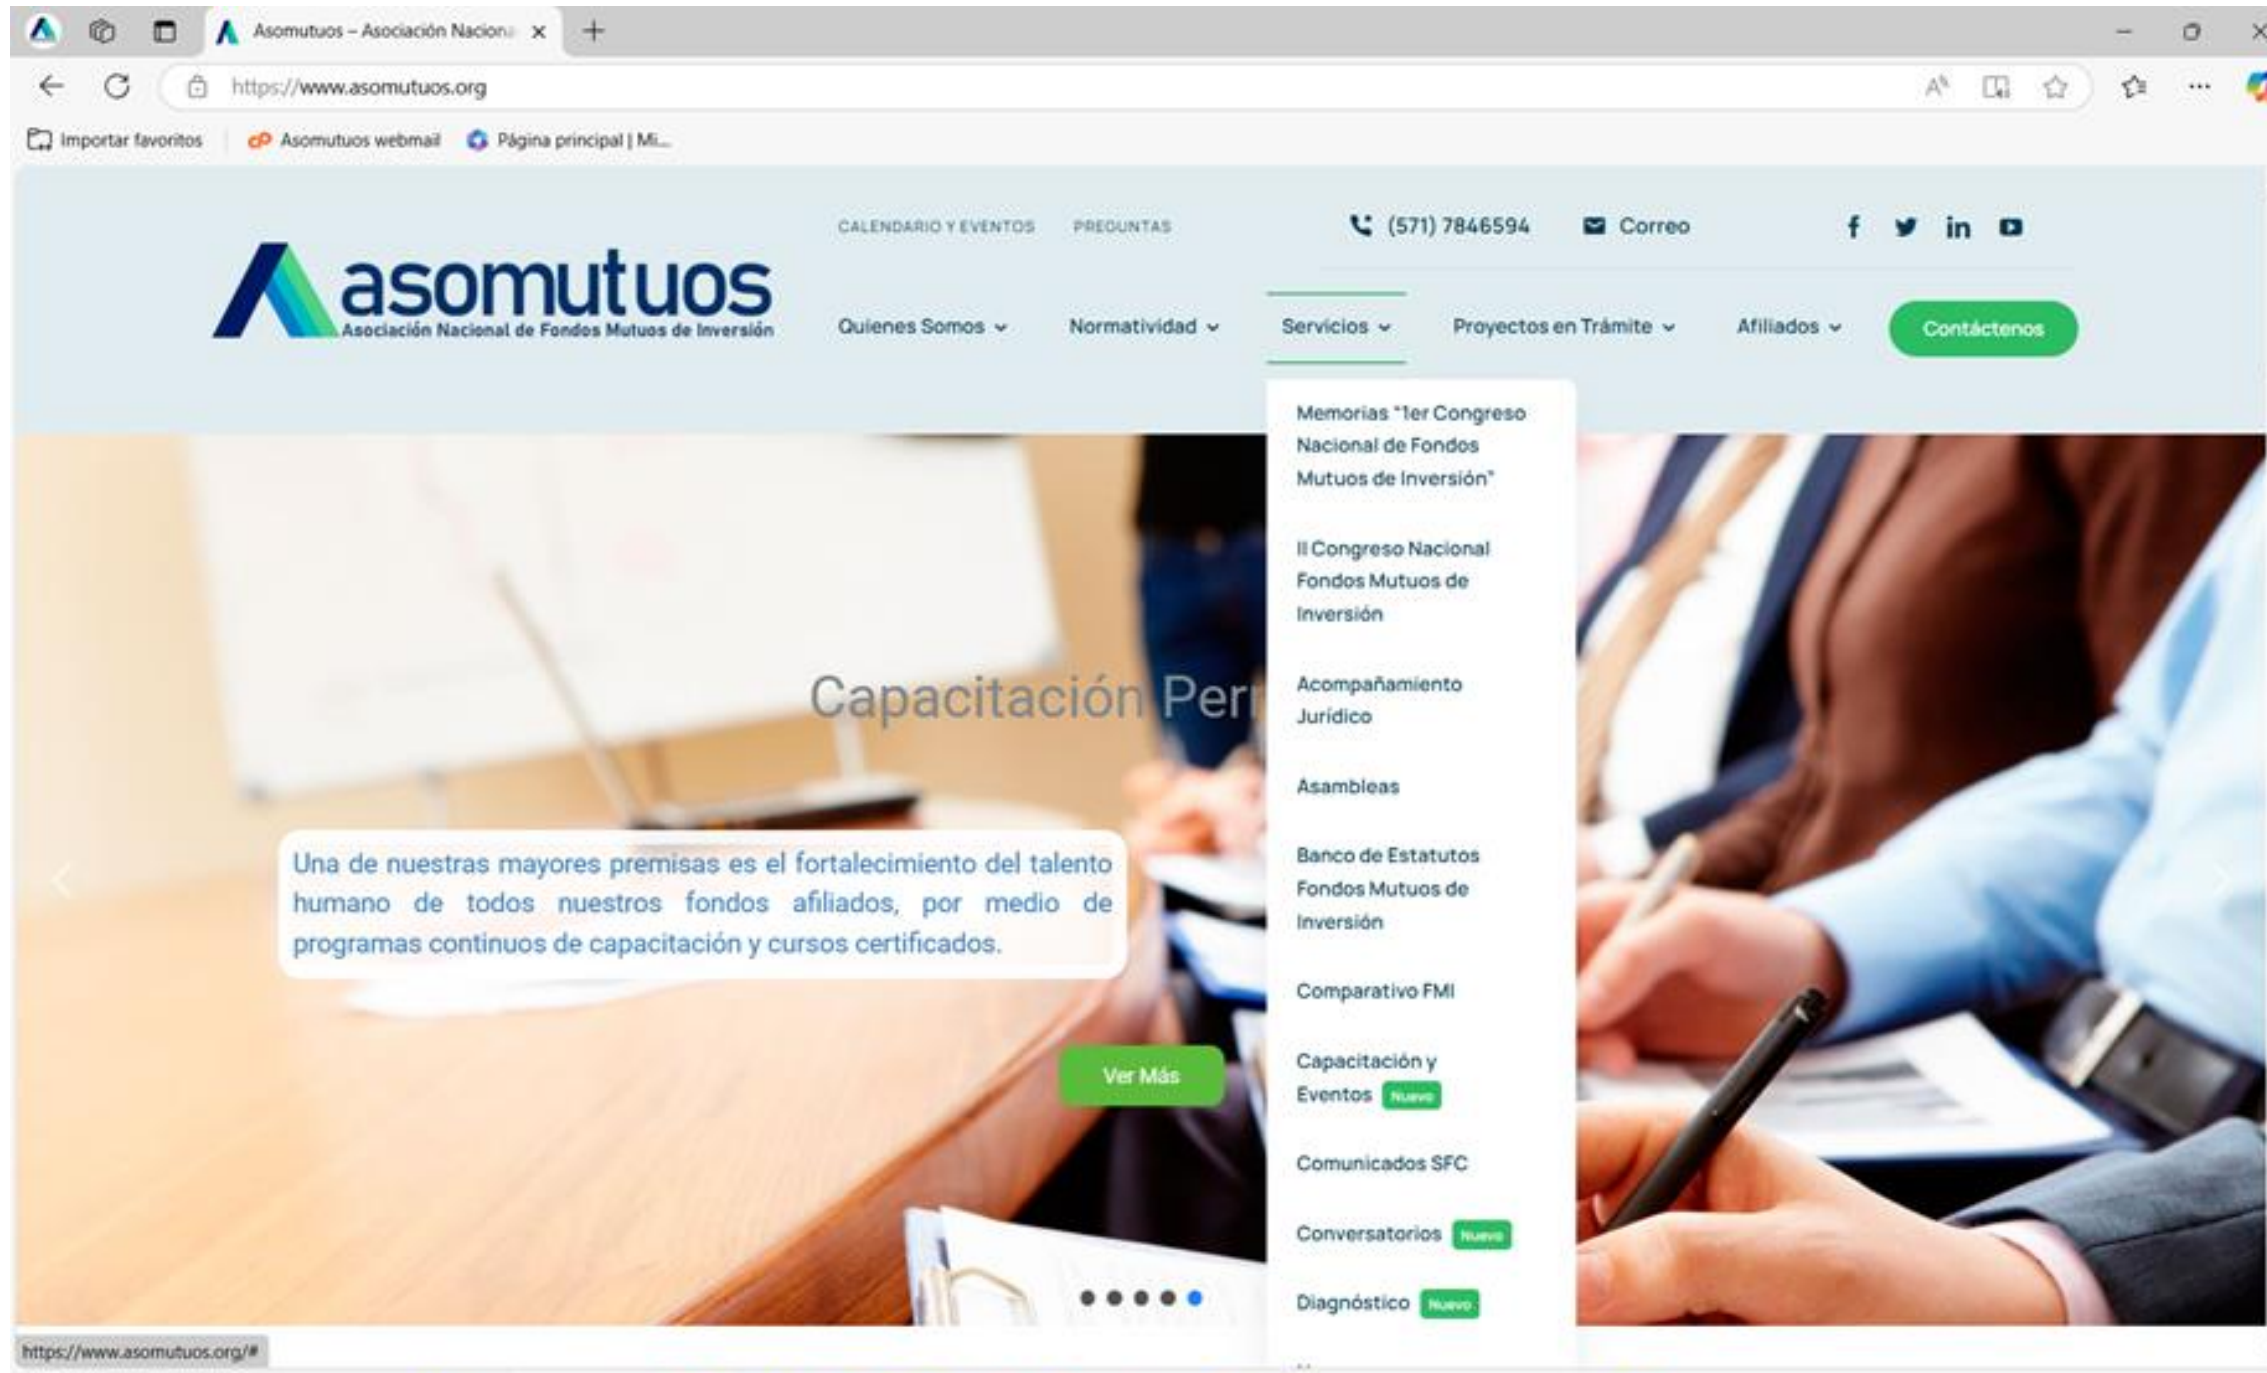 Asomutuos – Asociación Naciona
https://www.asomutuos.org
Importar favoritos
Asomutuos webmail
Página principal | Mi...
CALENDARIO Y EVENTOS
PREGUNTAS
(571) 7846594
Correo
asomutuos
Asociación Nacional de Fondos Mutuos de Inversión
Quienes Somos
Normatividad
Servicios
Proyectos en Trámite
Afiliados
Contáctenos
Memorias "1er Congreso
Nacional de Fondos
Mutuos de Inversión"
II Congreso Nacional
Fondos Mutuos de
Inversión
Acompañamiento
Jurídico
Asambleas
Banco de Estatutos
Fondos Mutuos de
Inversión
Comparativo FMI
Capacitación y
Eventos Nuevo
Comunicados SFC
Conversatorios Nuevo
Diagnóstico Nuevo
Capacitación
Una de nuestras mayores premisas es el fortalecimiento del talento
humano de todos nuestros fondos afiliados, por medio de
programas continuos de capacitación y cursos certificados.
Ver Más
https://www.asomutuos.org/#